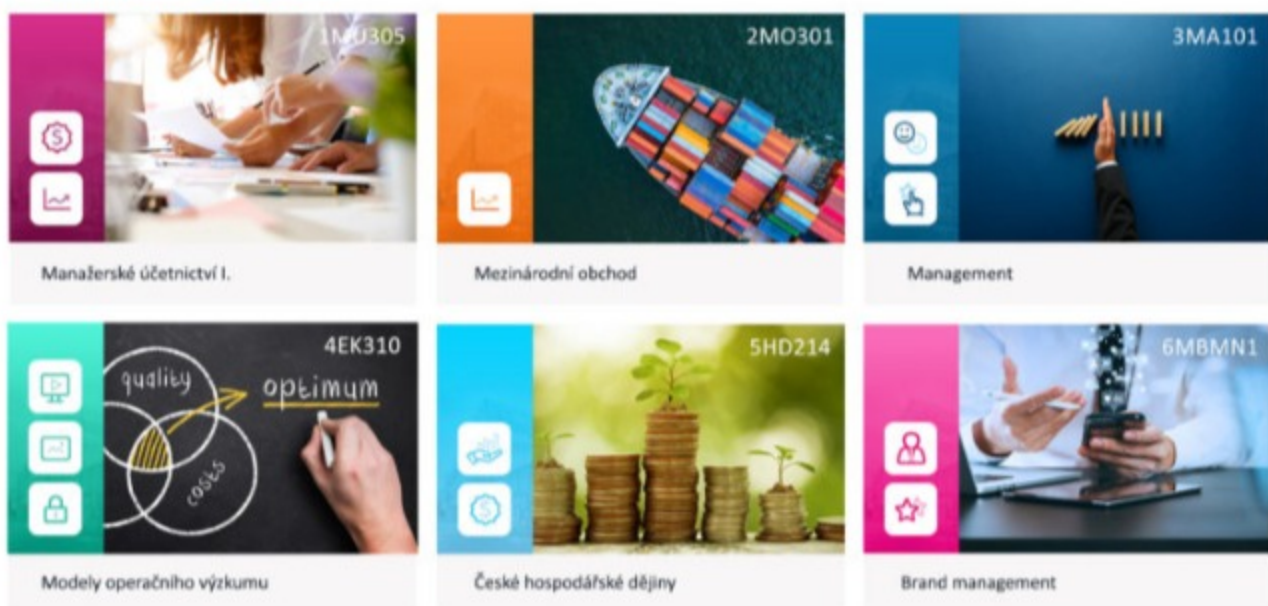 1MU305
2MO301
3MA101
Manažerské účetnictví I.
Mezinárodní obchod
Management
4EK310
quality
optimum
costs
5HD214
6MBMN1
Modely operačního výzkumu
České hospodářské dějiny
Brand management